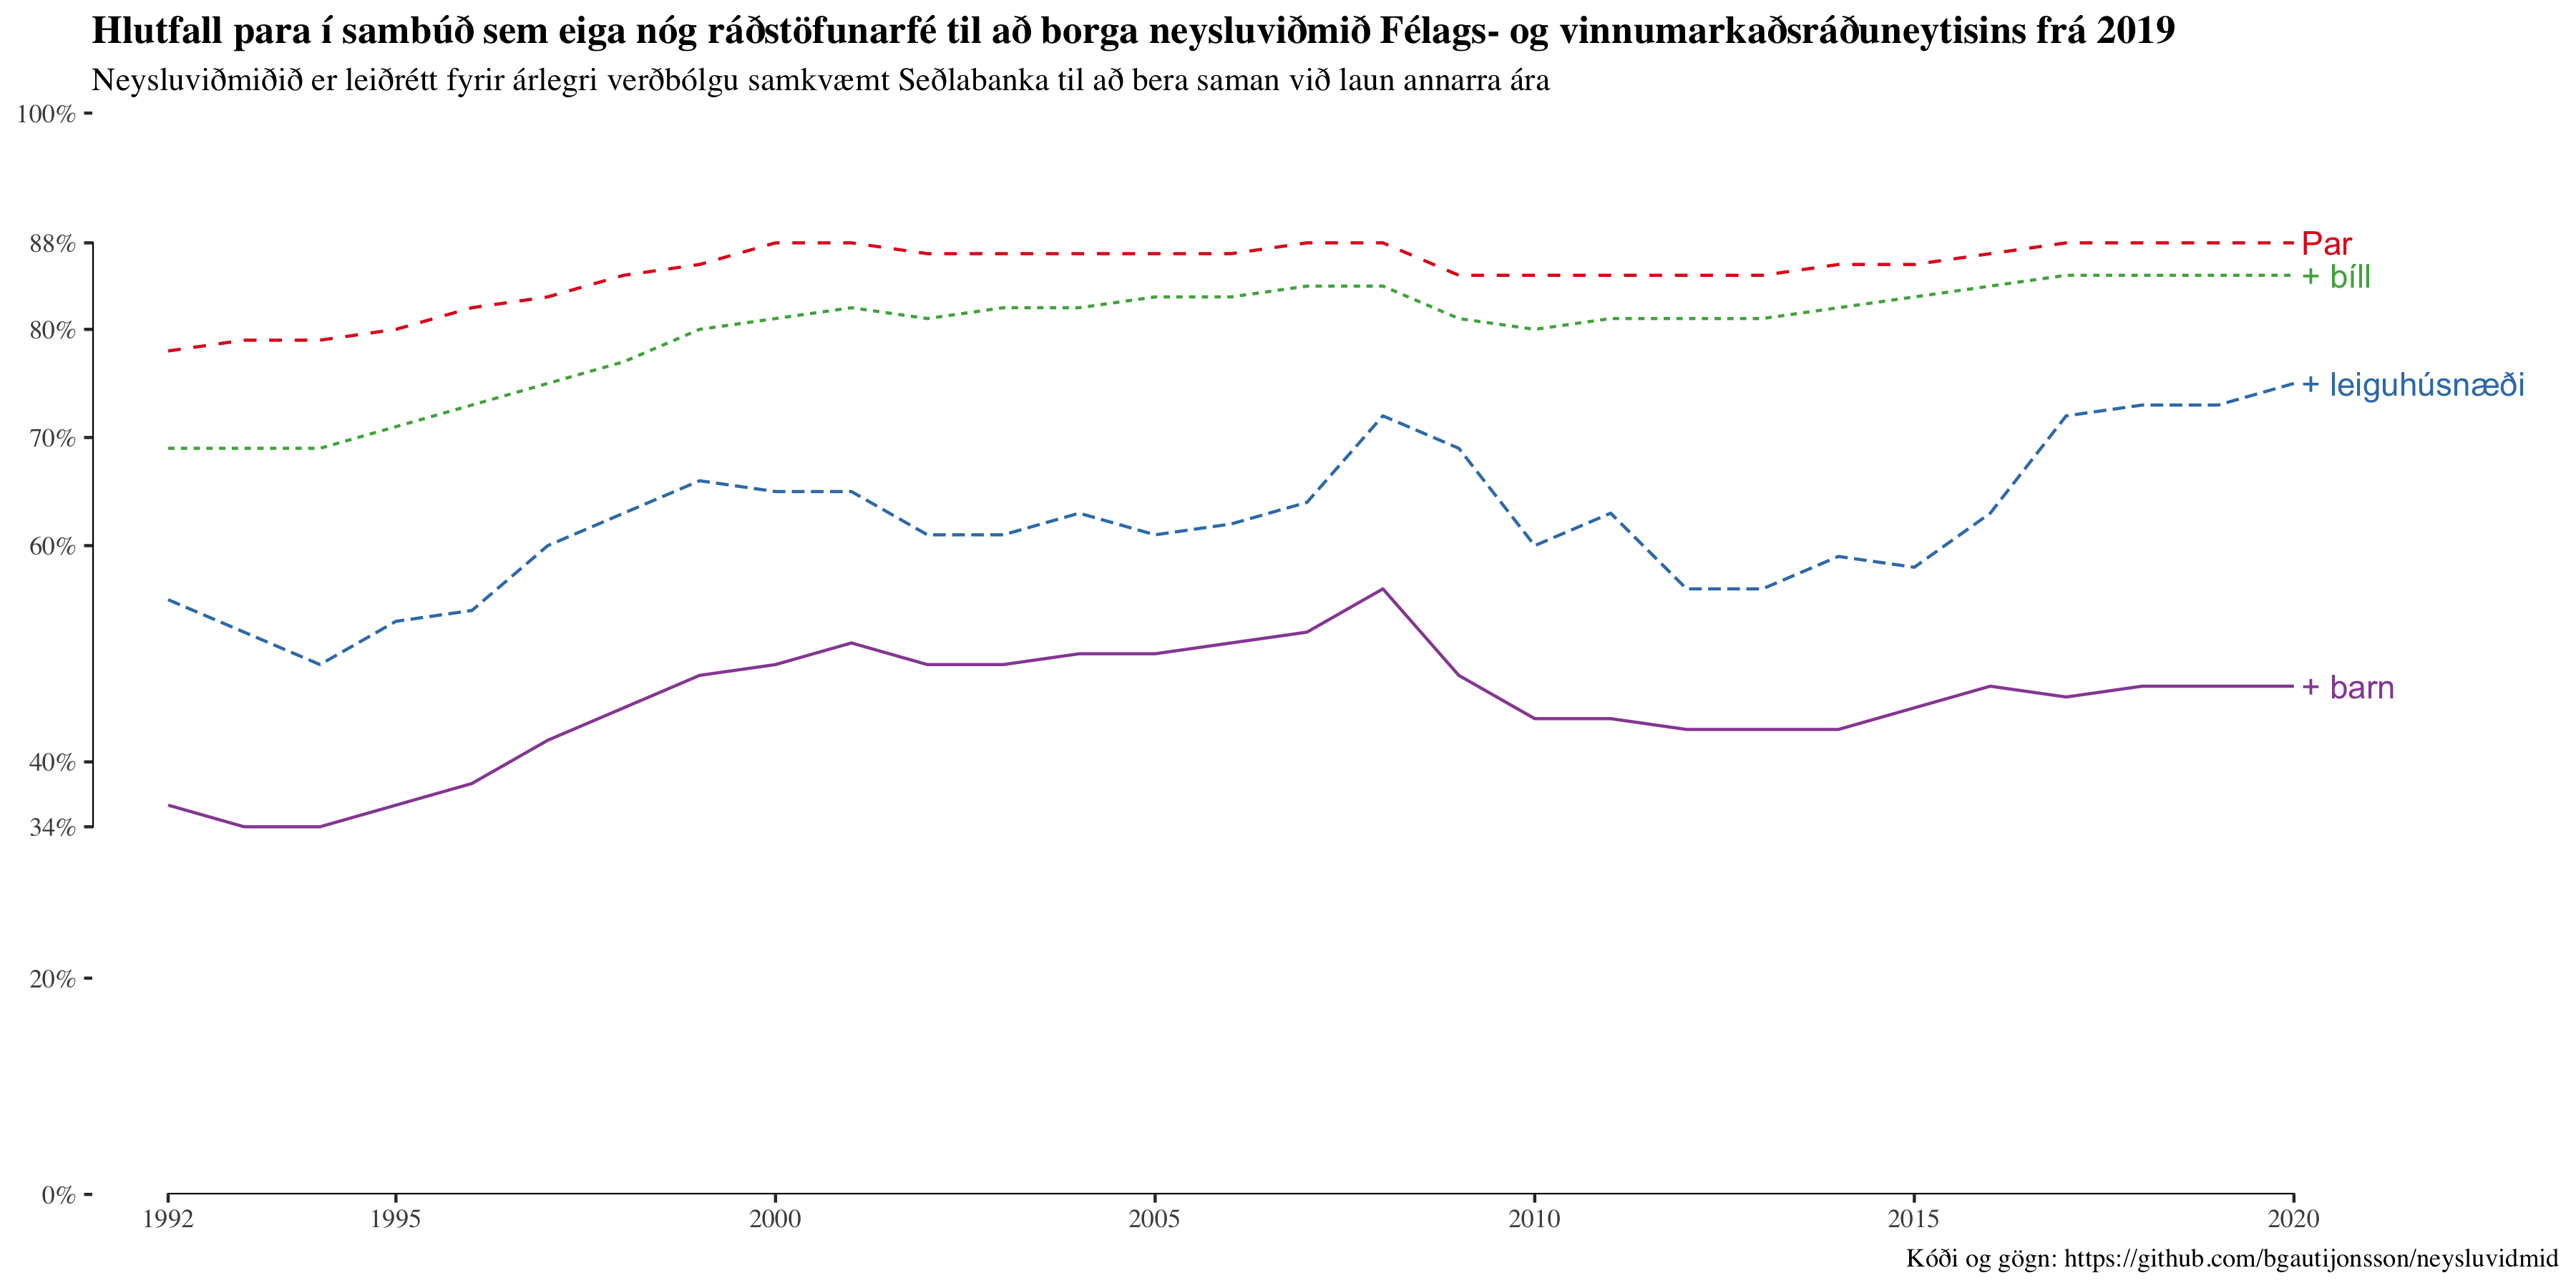 Hlutfall para í sambúð sem eiga nóg ráðstöfunarfé til að borga neysluviðmið Félags- og vinnumarkaðsráðuneytisins frá 2019
Neysluviðmiðið er leiðrétt fyrir árlegri verðbólgu samkvæmt Seðlabanka til að bera saman við laun annarra ára
100%
88%
80%
70%
60%
40%
34%
20%
0%
Par
+ bíll
+ leiguhúsnæði
+ barn
1992
1995
2000
2005
2010
2015
2020
Kóði og gögn: https://github.com/bgautijonsson/neysluvidmid